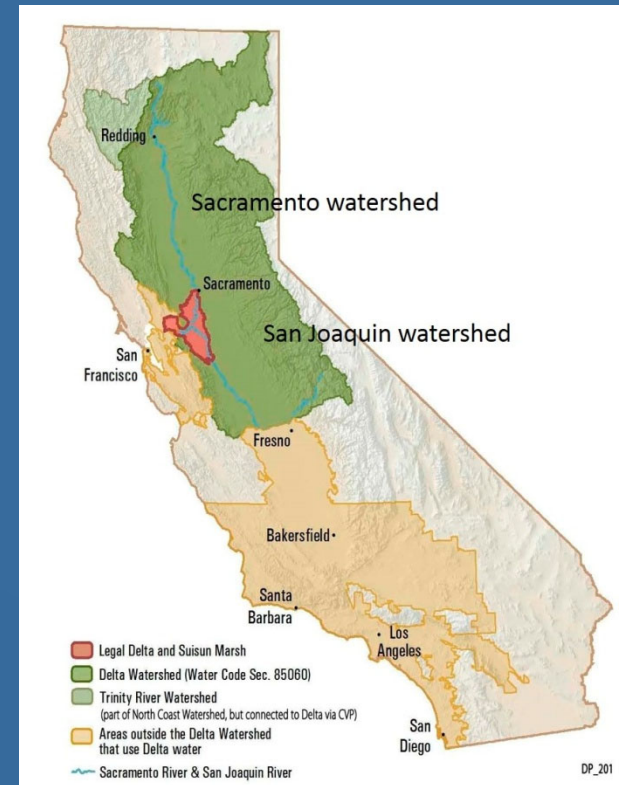 Redding
Sacramento watershed
Sacramento
San Joaquin watershed
San
Francisco
Fresno
Bakersfield
Santa
Barbara
Los
Angeles
San
Diego
Legal Delta and Suisun Marsh
Delta Watershed (Water Code Sec. 85060)
Trinity River Watershed
(part of North Coast Watershed, but connected to Delta via CVP)
Areas outside the Delta Watershed
that use Delta water
Sacramento River & San Joaquin River
DP_201